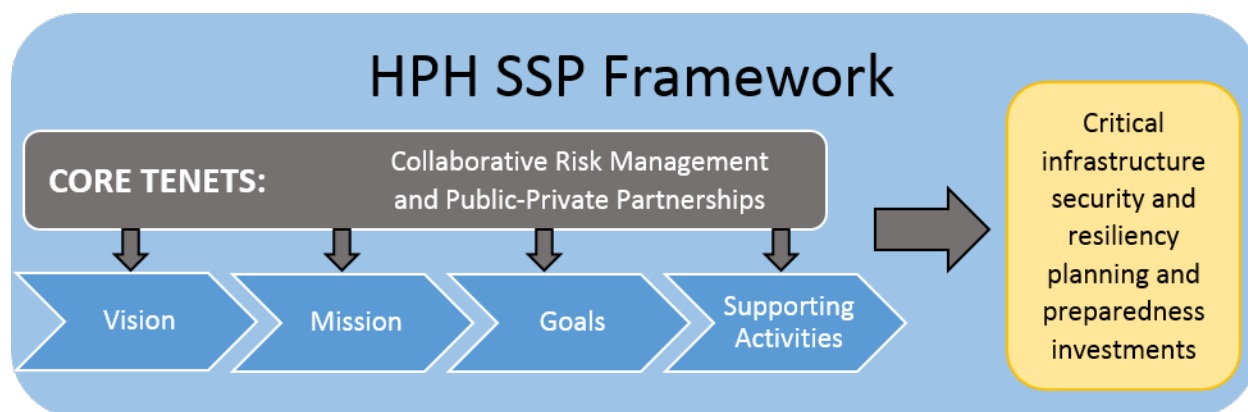 HPH SSP Framework
CORE TENETS:
Collaborative Risk Management
and Public-Private Partnerships
Vision
Mission
Goals
Supporting
Activities
Critical
infrastructure
security and
resiliency
planning and
preparedness
investments